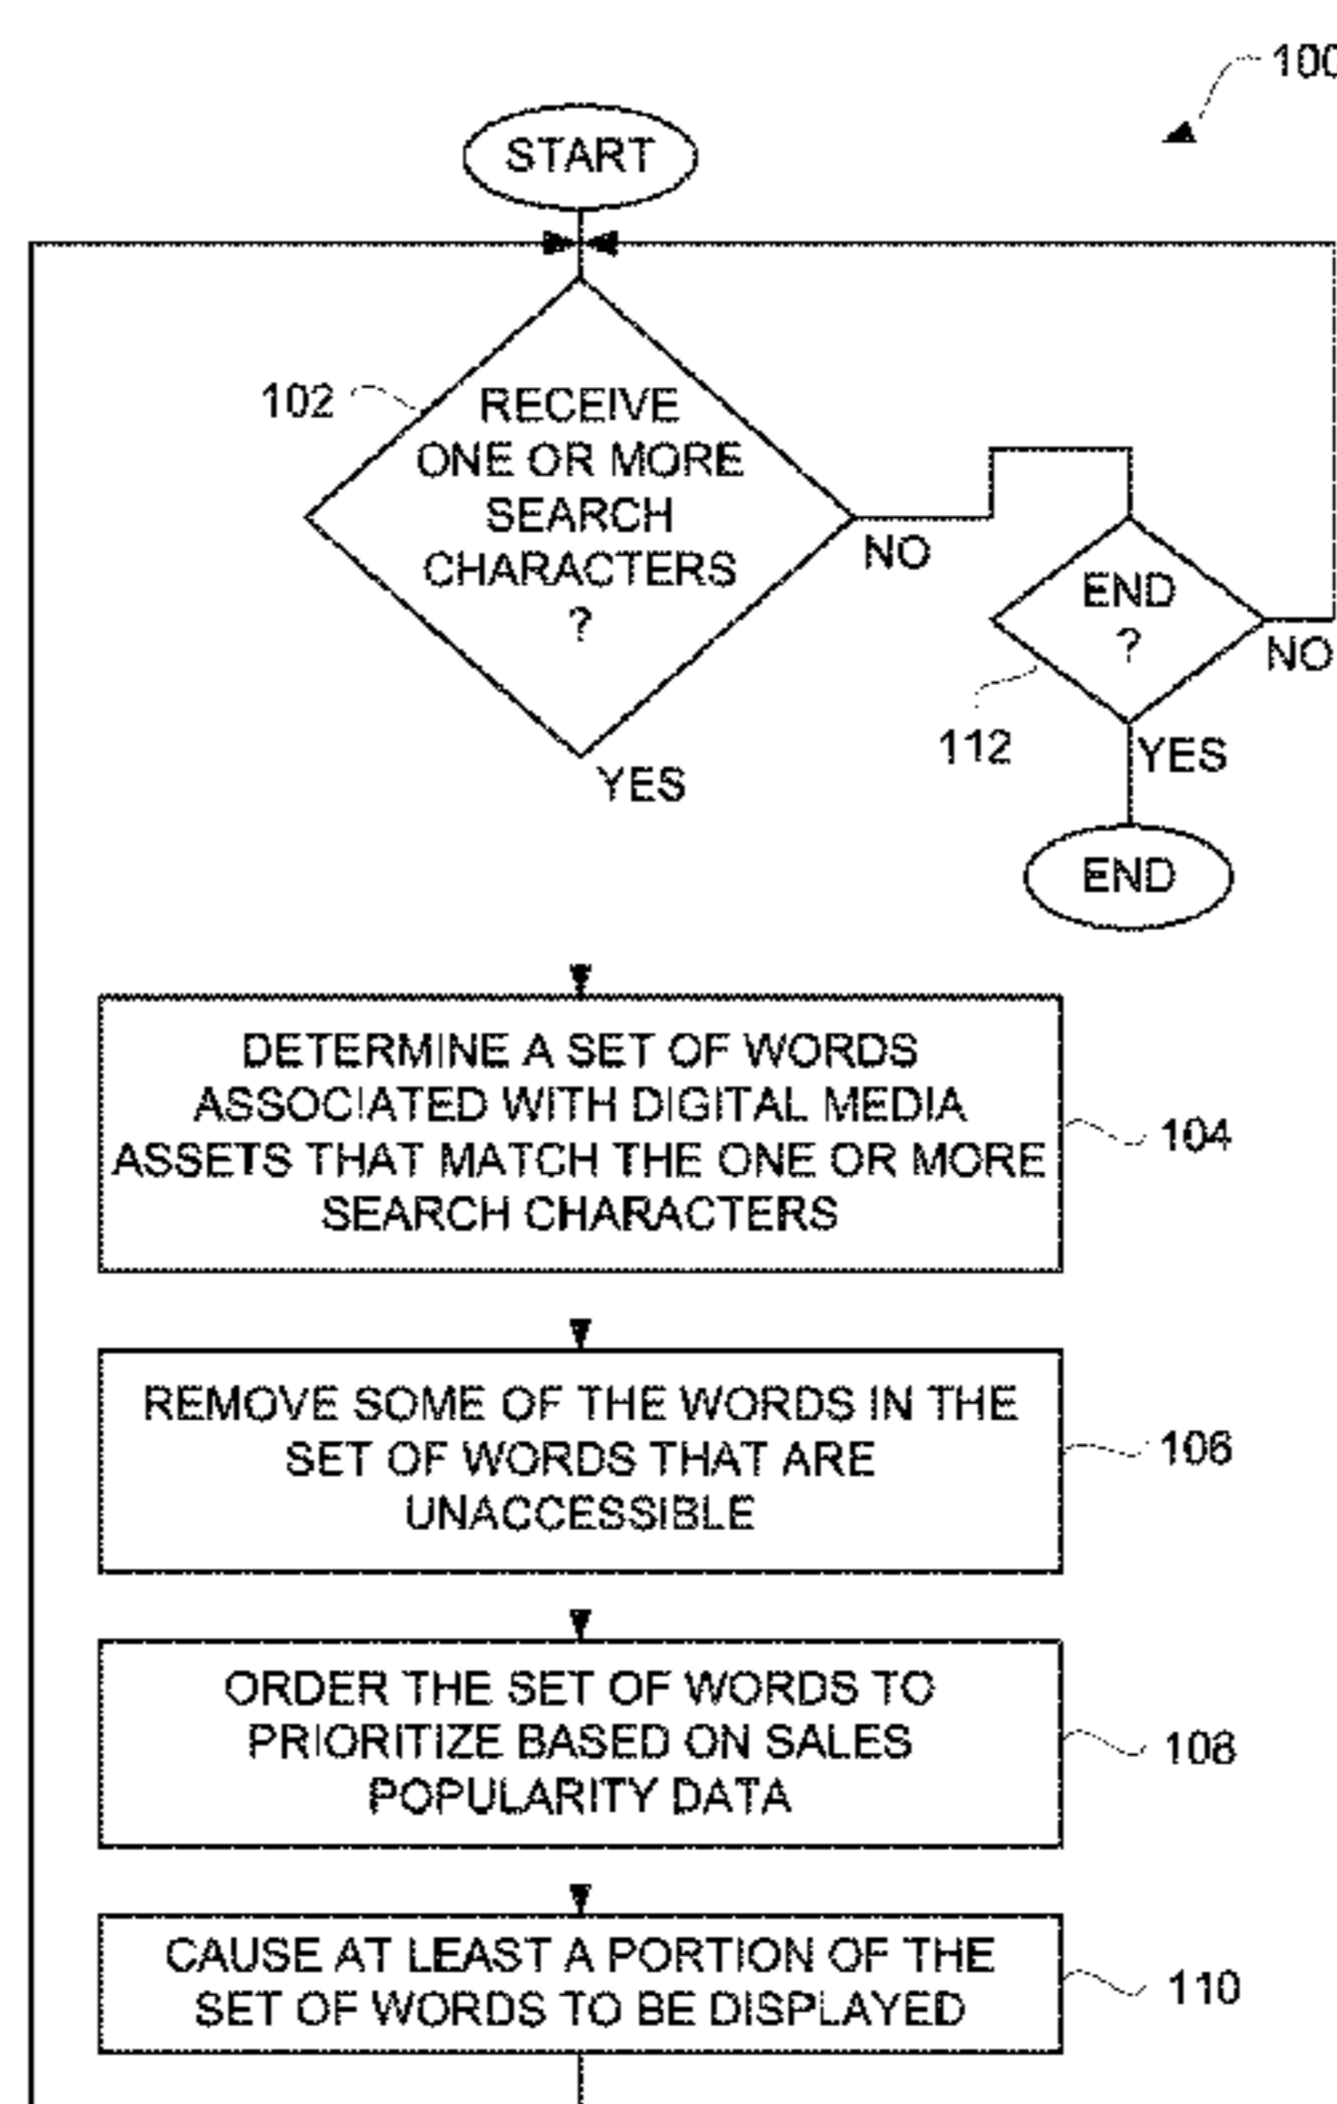 100
START
102
RECEIVE
ONE OR MORE
SEARCH
CHARACTERS
?
NO
YES
END
?
NO
112
YES
END
DETERMINE A SET OF WORDS
ASSOCIATED WITH DIGITAL MEDIA
ASSETS THAT MATCH THE ONE OR MORE
SEARCH CHARACTERS
104
REMOVE SOME OF THE WORDS IN THE
SET OF WORDS THAT ARE
UNACCESSIBLE
106
ORDER THE SET OF WORDS TO
PRIORITIZE BASED ON SALES
POPULARITY DATA
108
CAUSE AT LEAST A PORTION OF THE
SET OF WORDS TO BE DISPLAYED
110